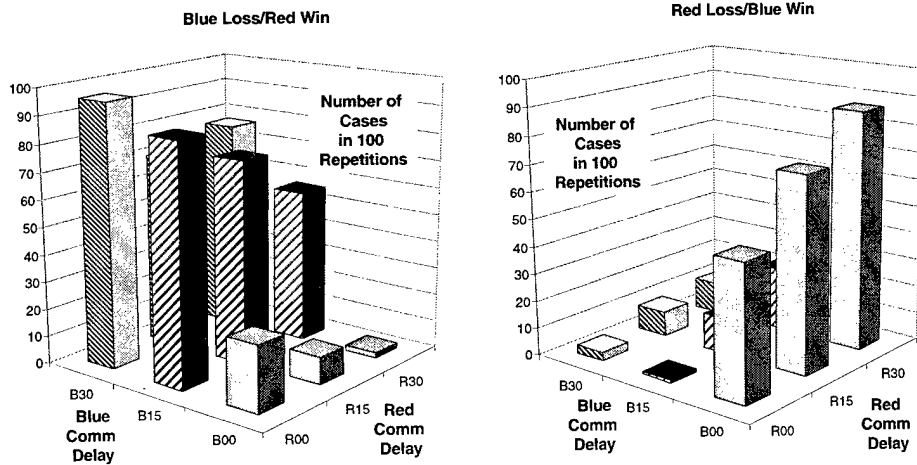 Blue Loss/Red Win
Number of
Cases
in 100
Repetitions
100
90
80
70
60
50
40
30
20
10
0
B30
B15
B00
Blue
Comm
Delay
R00
R15
R30
Red
Comm
Delay
Red Loss/Blue Win
Number of
Cases
in 100
Repetitions
100
90
80
70
60
50
40
30
20
10
0
B30
B15
B00
Blue
Comm
Delay
R00
R15
R30
Red
Comm
Delay